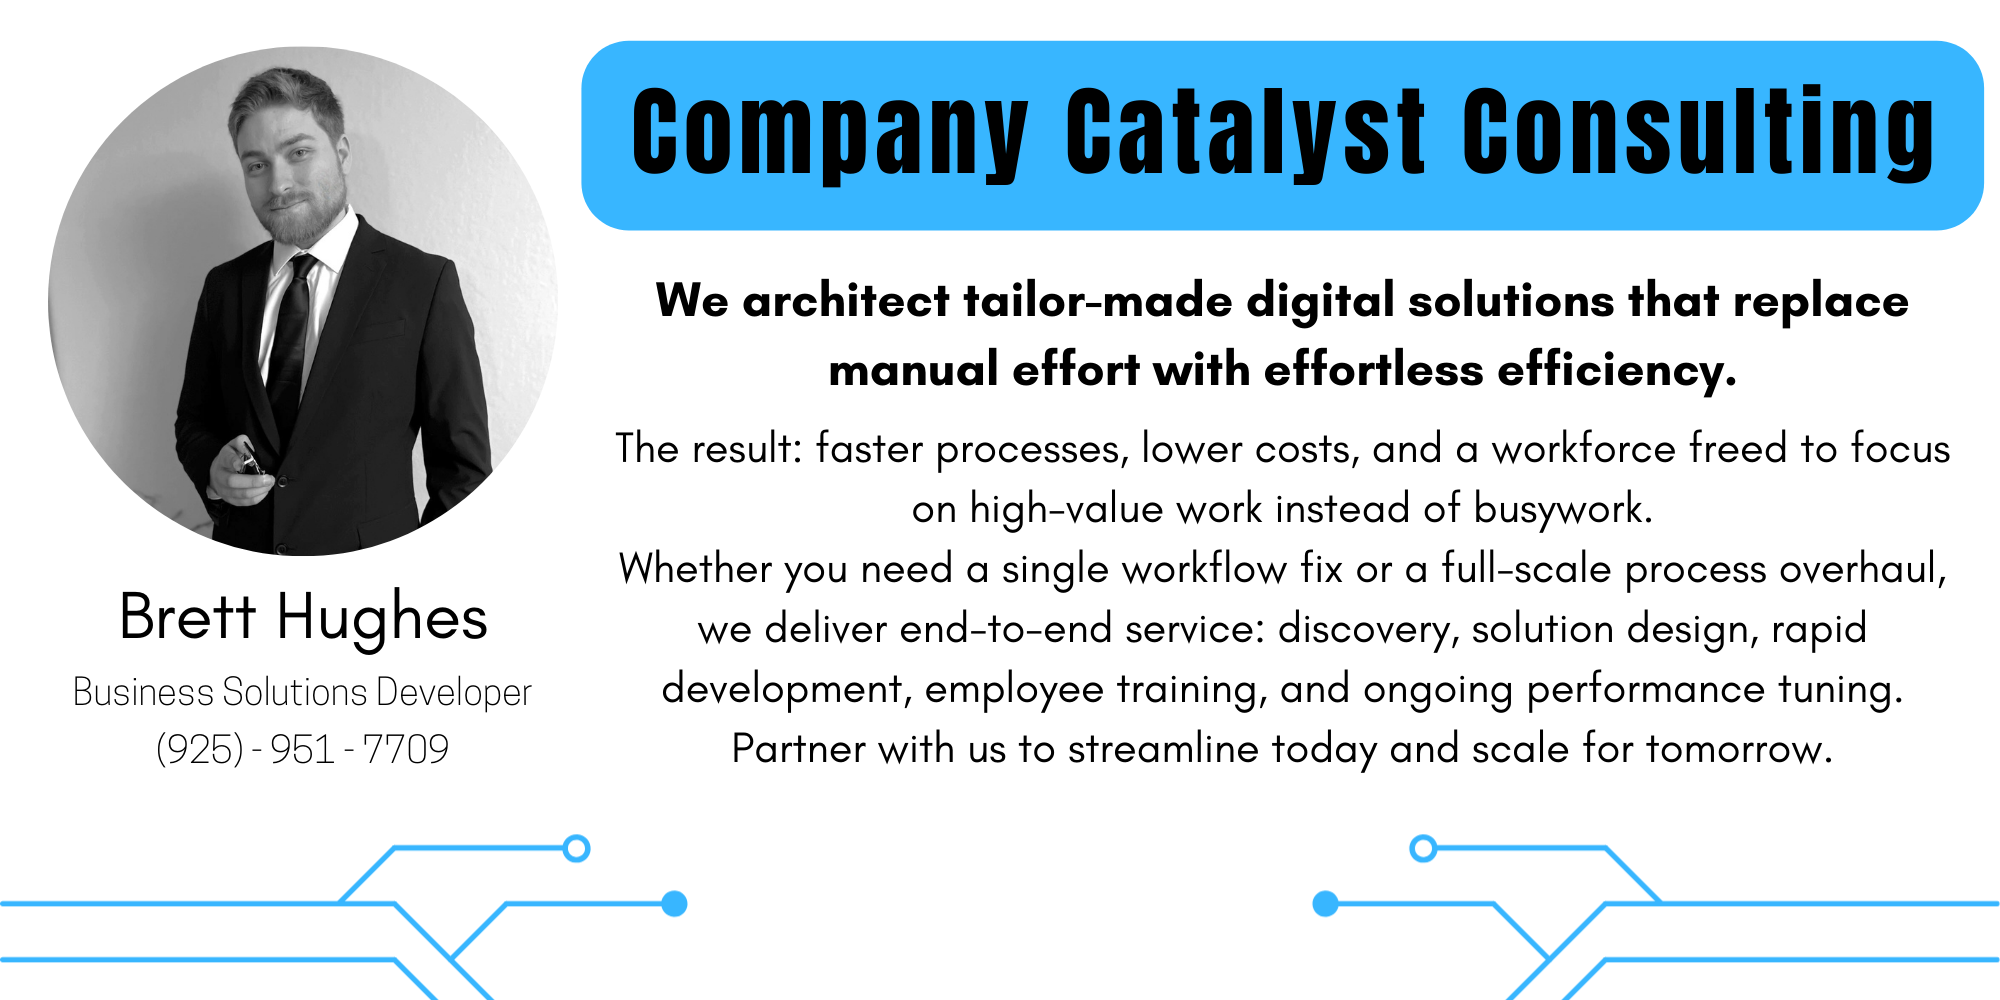 Company Catalyst Consulting
We architect tailor-made digital solutions that replace
manual effort with effortless efficiency.
The result: faster processes, lower costs, and a workforce freed to focus
on high-value work instead of busywork.
Whether you need a single workflow fix or a full-scale process overhaul,
we deliver end-to-end service: discovery, solution design, rapid
development, employee training, and ongoing performance tuning.
Partner with us to streamline today and scale for tomorrow.
Brett Hughes
Business Solutions Developer
(925) - 951 - 7709